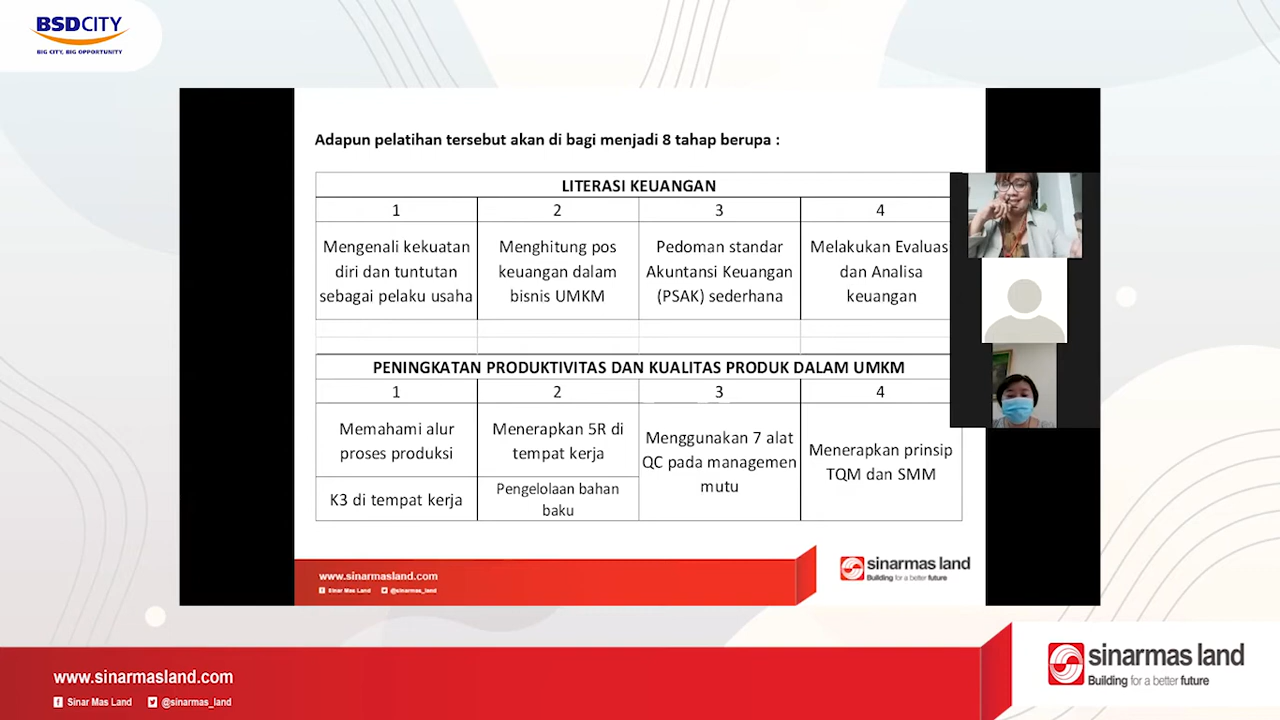 BSDCITY
BIG CITY, BIG OPPORTUNITY
Adapun pelatihan tersebut akan di bagi menjadi 8 tahap berupa :
LITERASI KEUANGAN
1
2
3
4
Mengenali kekuatan
diri dan tuntutan
sebagai pelaku usaha
Menghitung pos
keuangan dalam
bisnis UMKM
Pedoman standar
Akuntansi Keuangan
(PSAK) sederhana
Melakukan Evaluas
dan Analisa
keuangan
PENINGKATAN PRODUKTIVITAS DAN KUALITAS PRODUK DALAM UMKM
1
2
3
4
Memahami alur
proses produksi
K3 di tempat kerja
Menerapkan 5R di
tempat kerja
Pengelolaan bahan
baku
Menggunakan 7 alat
QC pada managemen
mutu
Menerapkan prinsip
TQM dan SMM
www.sinarmasland.com
Sinar Mas Land @sinarmas_land
sinarmas land
Building for a better future
www.sinarmasland.com
Sinar Mas Land @sinarmas_land
sinarmas land
Building for a better future